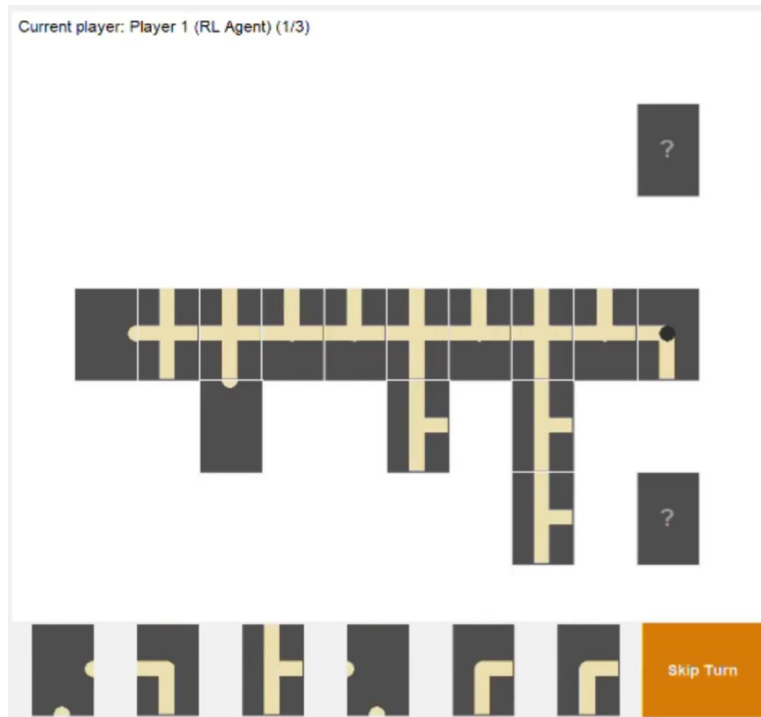 Current player: Player 1 (RL Agent) (1/3)
?
?
Skip Turn